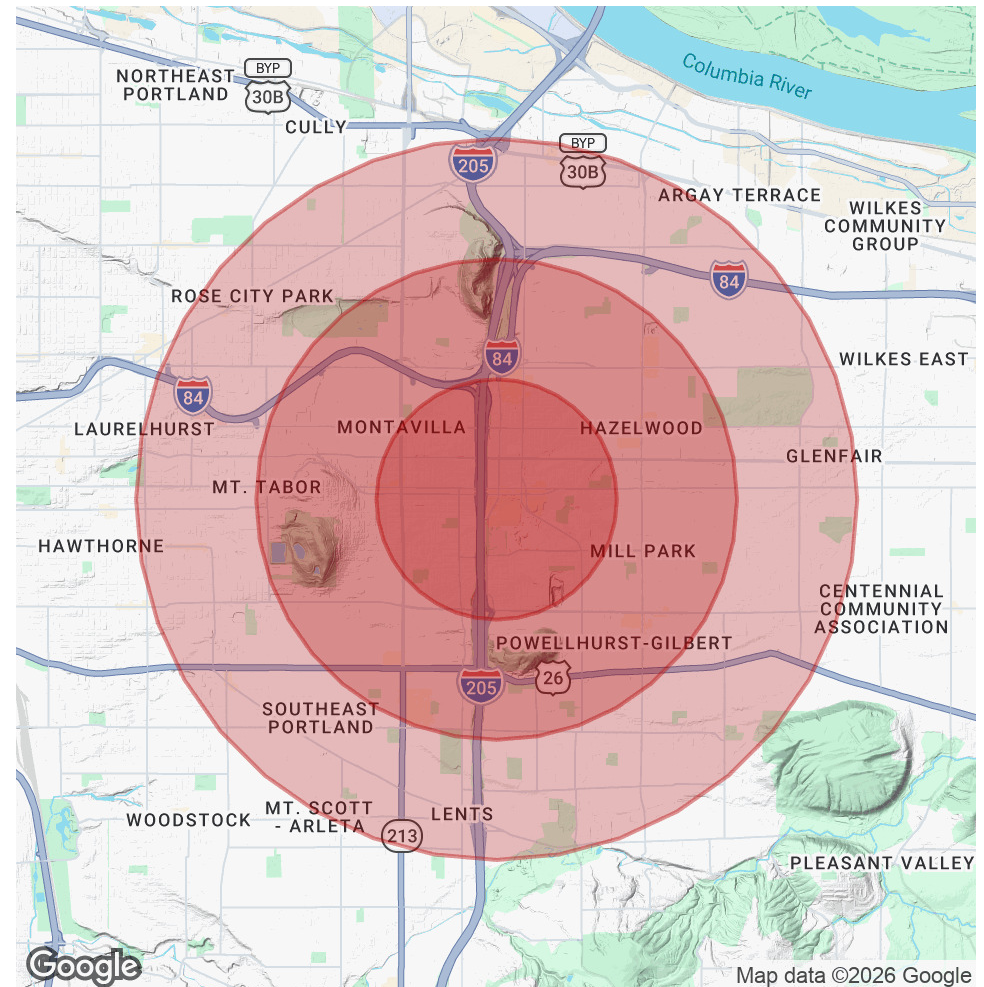 Columbia River
BYP
NORTHEAST
PORTLAND
30B
CULLY
BYP
205
30B
ARGAY TERRACE
WILKES
COMMUNITY
GROUP
84
ROSE CITY PARK
84
WILKES EAST
84
LAURELHURST
MONTAVILLA
HAZELWOOD
GLENFAIR
MT. TABOR
HAWTHORNE
MILL PARK
CENTENNIAL
COMMUNITY
ASSOCIATION
POWELLHURST-GILBERT
26
205
SOUTHEAST
PORTLAND
WOODSTOCK
MT. SCOTT
- ARLETA
LENTS
213
PLEASANT VALLEY
Google
Map data ©2026 Google